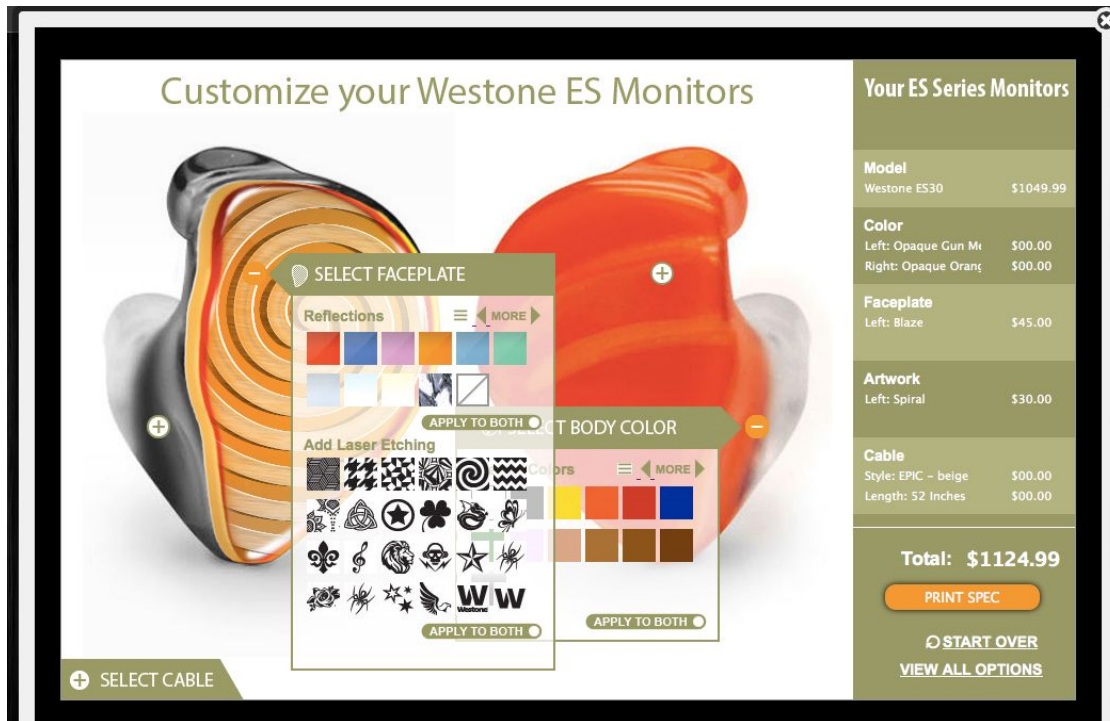 Customize your Westone ES Monitors
SELECT FACEPLATE
Reflections
MORE
APPLY TO BOTH
Add Laser Etching
Westone
APPLY TO BOTH
SELECT BODY COLOR
Colors
MORE
APPLY TO BOTH
SELECT CABLE
Your ES Series Monitors
Model
Westone ES30 $1049.99
Color
Left: Opaque Gun Me $00.00
Right: Opaque Orang $00.00
Faceplate
Left: Blaze $45.00
Artwork
Left: Spiral $30.00
Cable
Style: EPIC – beige $00.00
Length: 52 Inches $00.00
Total: $1124.99
PRINT SPEC
START OVER
VIEW ALL OPTIONS